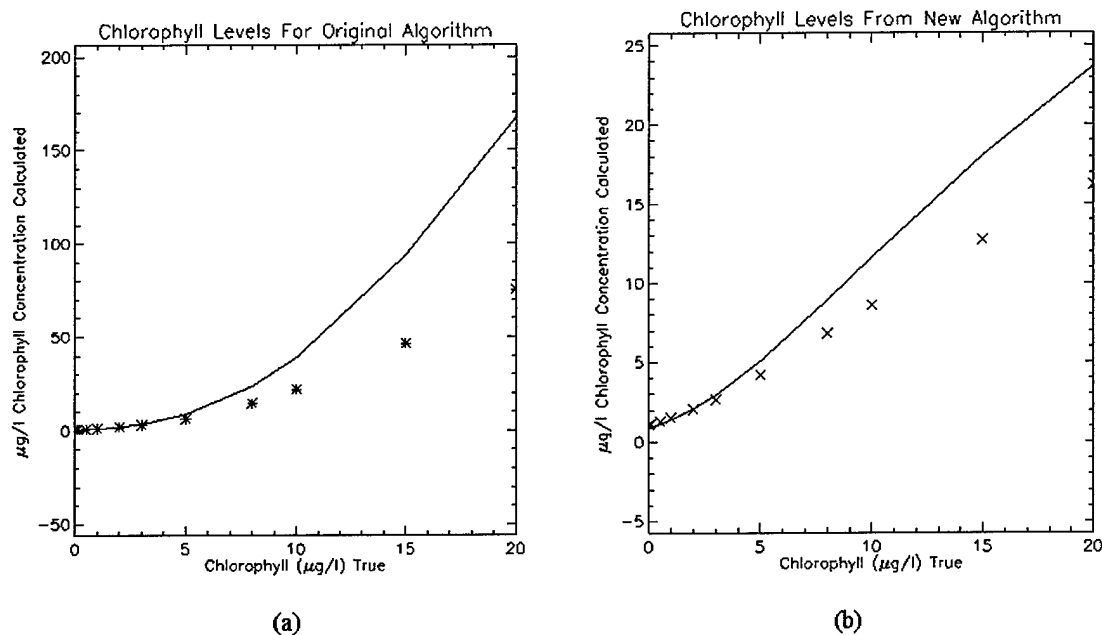 Chlorophyll Levels For Original Algorithm
200
150
100
50
0
−50
μg/l Chlorophyll Concentration Calculated
0
5
10
15
20
Chlorophyll (μg/l) True
(a)
Chlorophyll Levels From New Algorithm
25
20
15
10
5
0
−5
μg/l Chlorophyll Concentration Calculated
0
5
10
15
20
Chlorophyll (μg/l) True
(b)